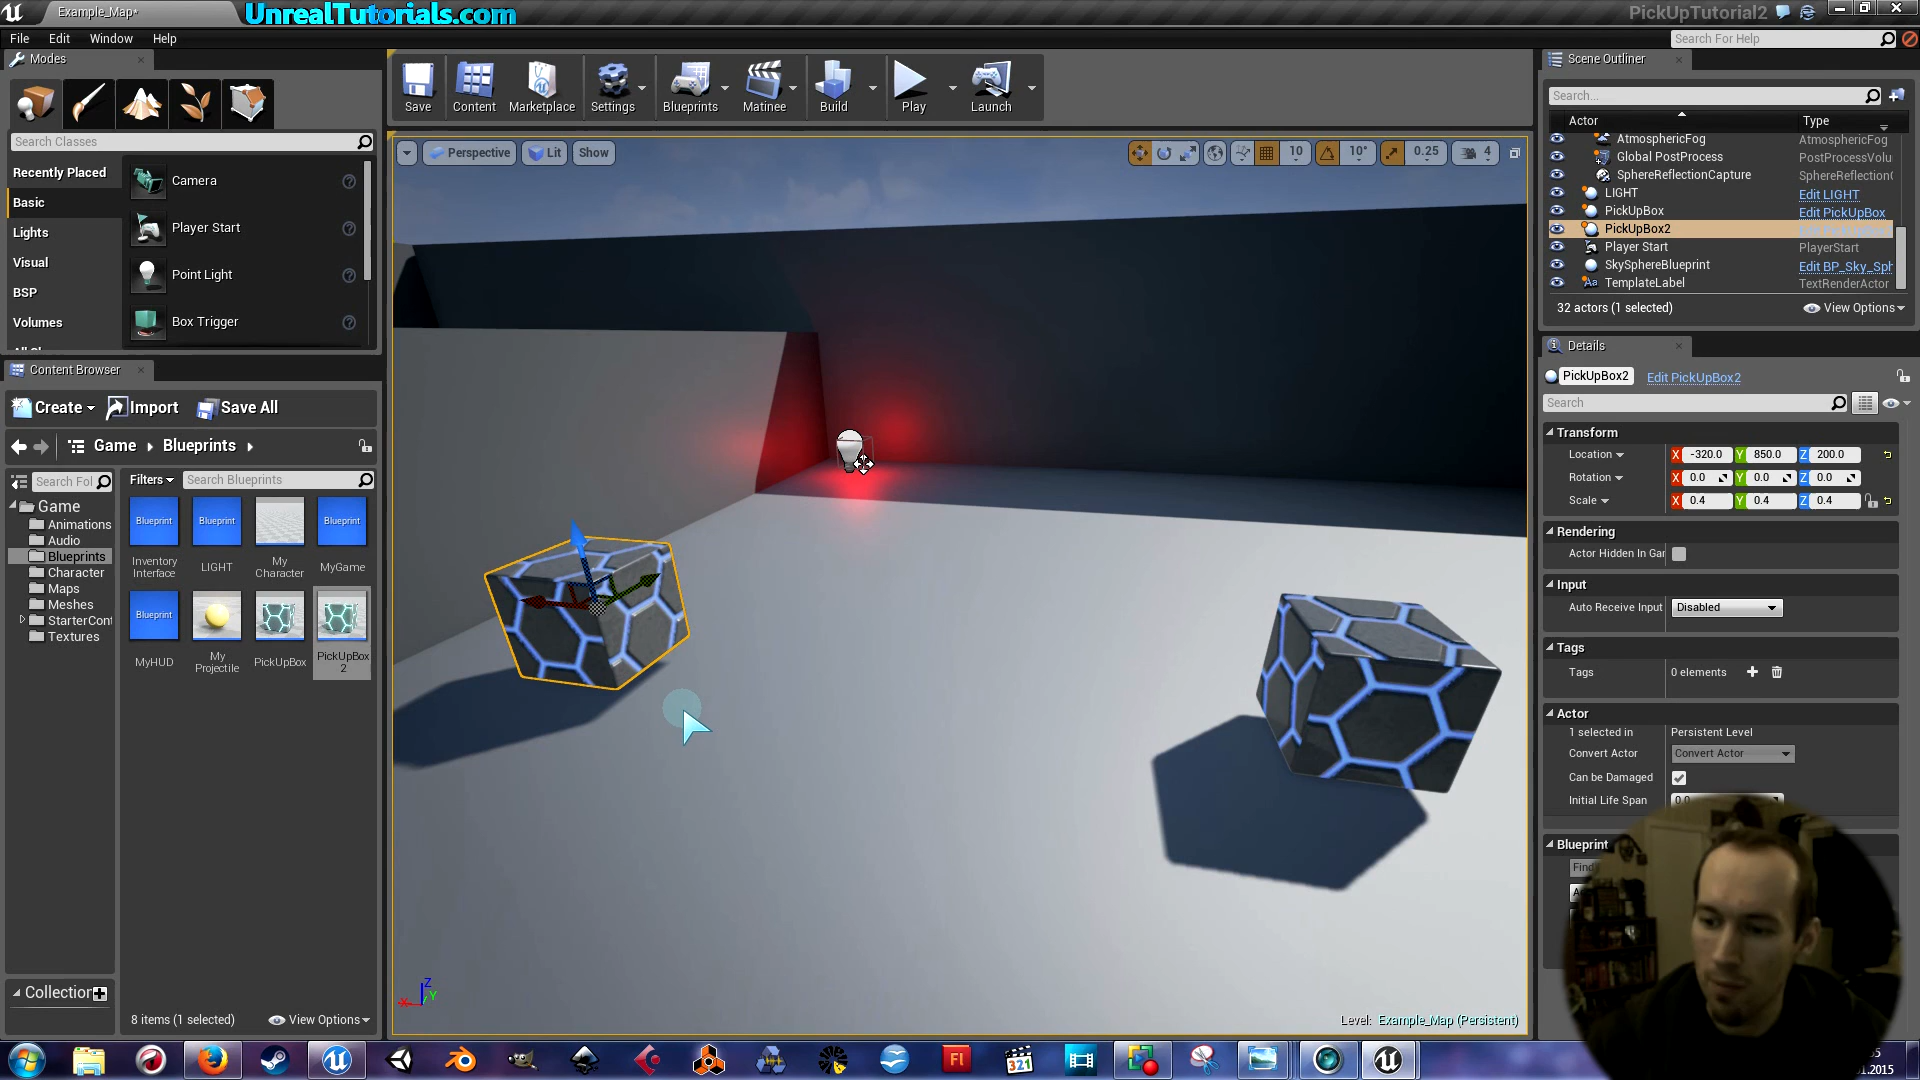 Example_Map*
UnrealTutorials.com
PickUpTutorial2
File Edit Window Help
Search For Help
Modes
Save
Content
Marketplace
Settings
Blueprints
Matinee
Build
Play
Launch
Search Classes
Recently Placed
Basic
Lights
Visual
BSP
Volumes
Camera
Player Start
Point Light
Box Trigger
Perspective
Lit
Show
10
10°
0.25
4
Content Browser
Create
Import
Save All
Game
Blueprints
Search Fol
Filters
Search Blueprints
Game
Animations
Audio
Blueprints
Character
Maps
Meshes
StarterCont
Textures
Blueprint
Inventory
Interface
Blueprint
LIGHT
My
Character
Blueprint
MyGame
Blueprint
MyHUD
My
Projectile
PickUpBox
PickUpBox
2
Collection
8 items (1 selected)
View Options
Z
X
Y
Level: Example_Map (Persistent)
Scene Outliner
Search...
Actor Type
AtmosphericFog AtmosphericFog
Global PostProcess PostProcessVolu
SphereReflectionCapture SphereReflection
LIGHT Edit LIGHT
PickUpBox Edit PickUpBox
PickUpBox2
Player Start PlayerStart
SkySphereBlueprint Edit BP_Sky_Sph
TemplateLabel TextRenderActor
32 actors (1 selected)
View Options
Details
PickUpBox2
Edit PickUpBox2
Search
Transform
Location X -320.0 Y 850.0 Z 200.0
Rotation X 0.0 Y 0.0 Z 0.0
Scale X 0.4 Y 0.4 Z 0.4
Rendering
Actor Hidden In Gar
Input
Auto Receive Input Disabled
Tags
Tags 0 elements
Actor
1 selected in Persistent Level
Convert Actor Convert Actor
Can be Damaged
Initial Life Span
Blueprint
Fl
321